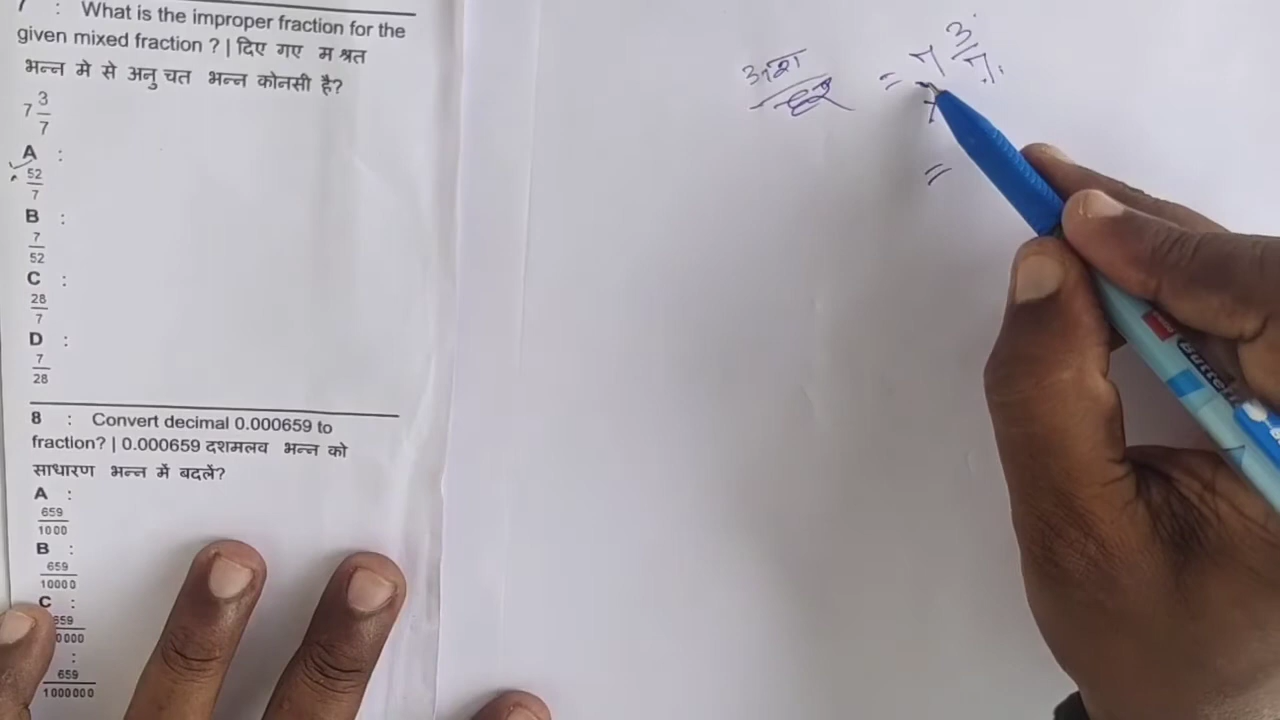 7 : What is the improper fraction for the
given mixed fraction ? | दिए गए म श्रत
भन्न मे से अनु चत भन्न कोनसी है?
7 3/7
A :
52/7
B :
7/52
C :
28/7
D :
7/28
8 : Convert decimal 0.000659 to
fraction? | 0.000659 दशमलव भन्न को
साधारण भन्न में बदलें?
A :
659/1000
B :
659/10000
C :
659
:
659/1000000
अंश/हर = 7 3/7
=